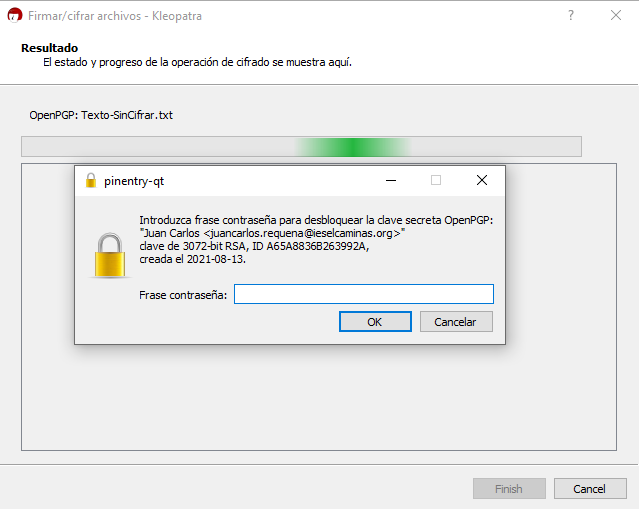 Firmar/cifrar archivos - Kleopatra
Resultado
El estado y progreso de la operación de cifrado se muestra aquí.
OpenPGP: Texto-SinCifrar.txt
pinentry-qt
Introduzca frase contraseña para desbloquear la clave secreta OpenPGP:
"Juan Carlos <juancarlos.requena@ieselcaminas.org>"
clave de 3072-bit RSA, ID A65A8836B263992A,
creada el 2021-08-13.
Frase contraseña:
OK Cancelar
Finish Cancel